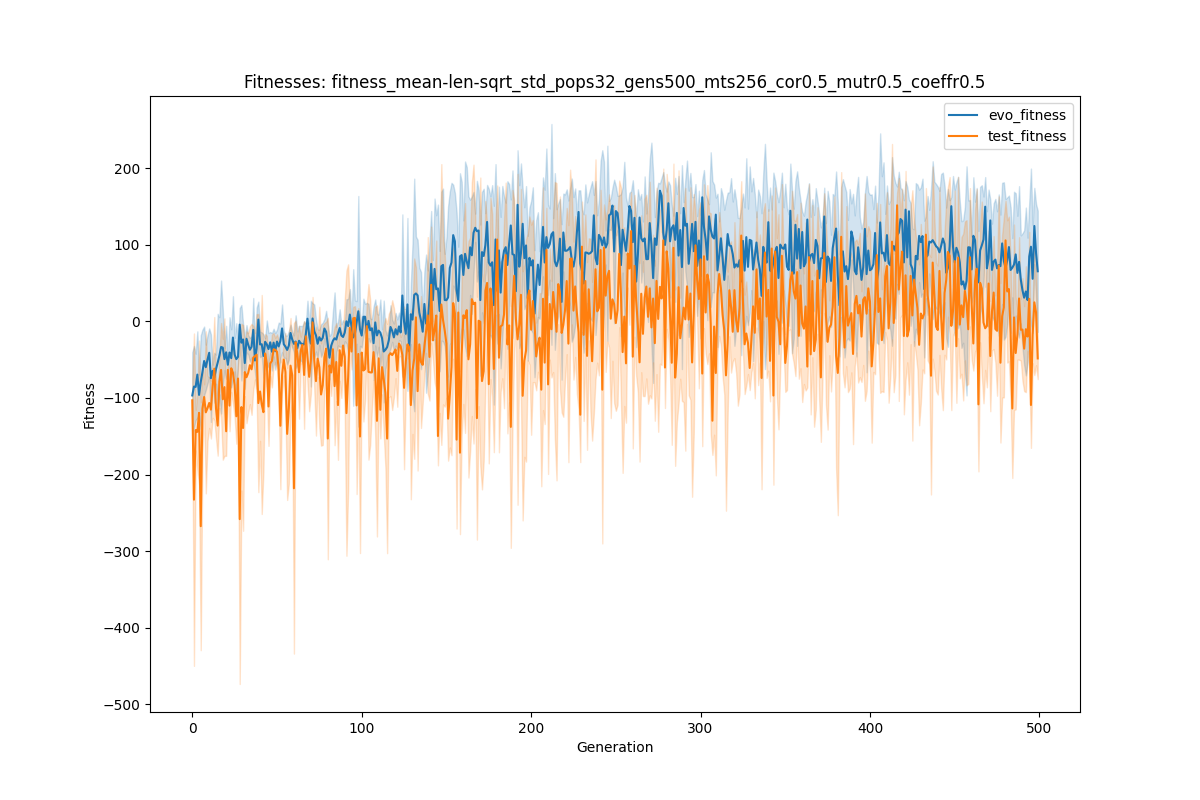 Fitnesses: fitness_mean-len-sqrt_std_pops32_gens500_mts256_cor0.5_mutr0.5_coeffr0.5
evo_fitness
test_fitness
200
100
0
−100
−200
−300
−400
−500
Fitness
0
100
200
300
400
500
Generation